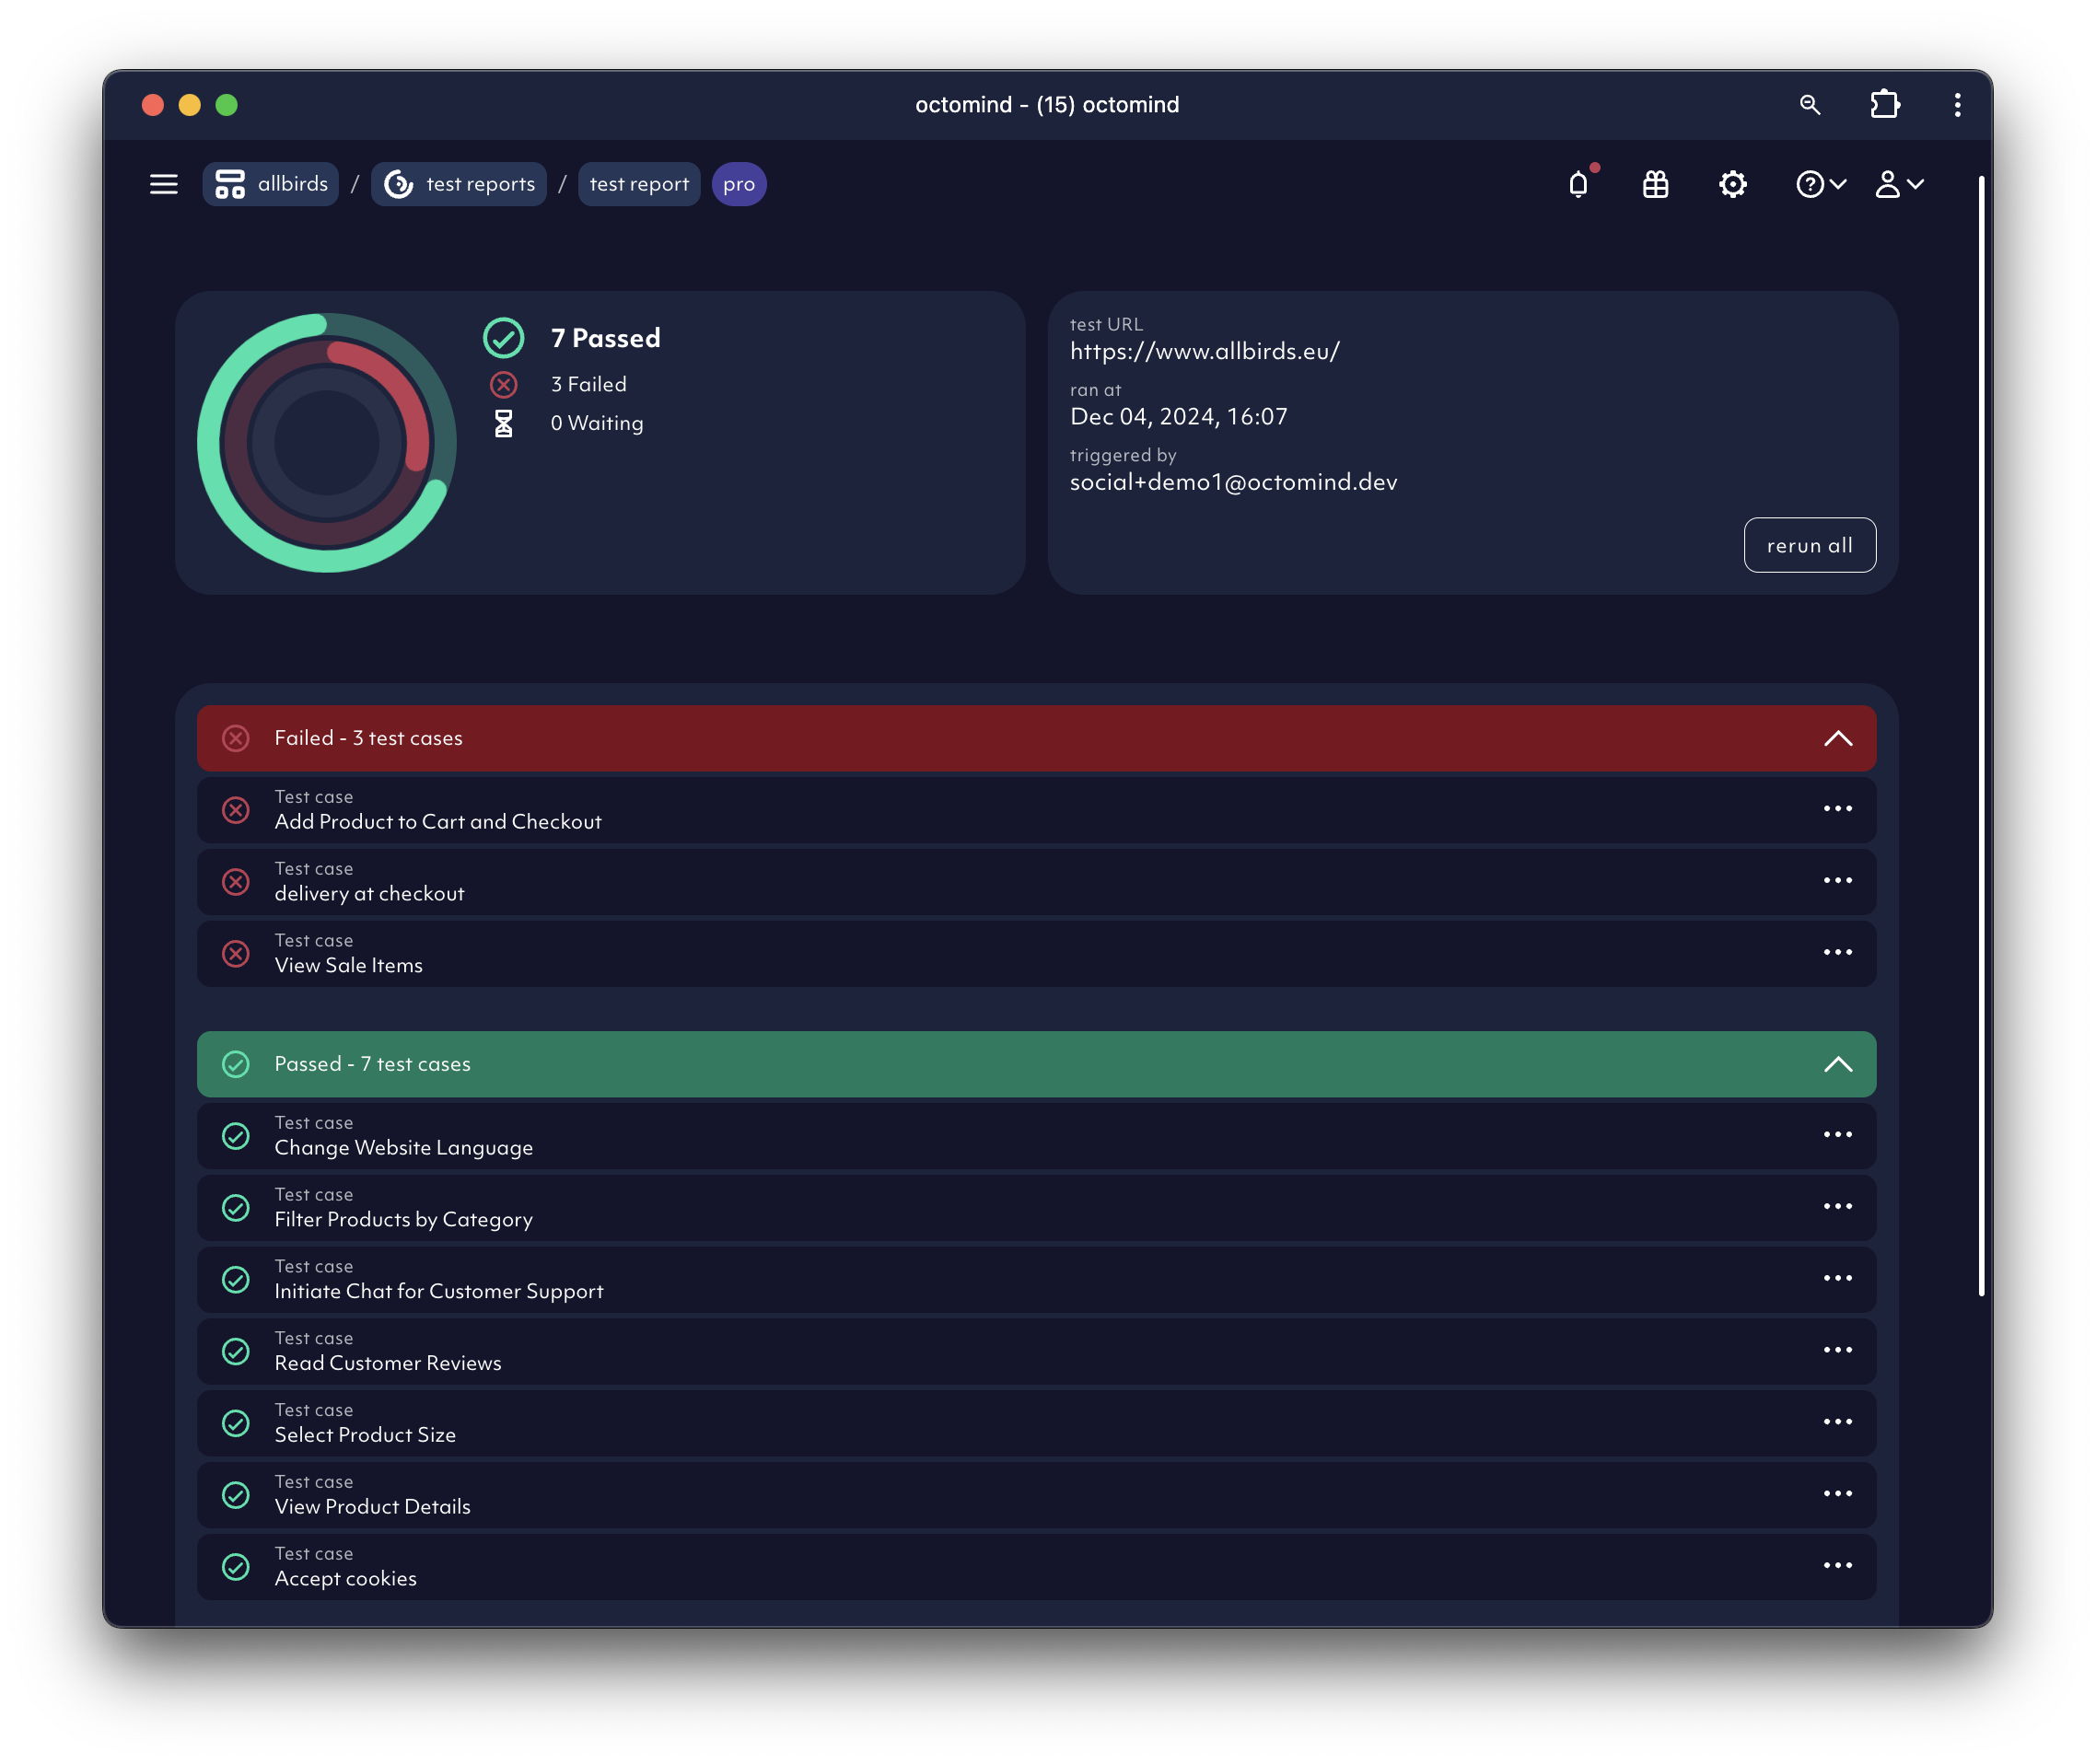 octomind - (15) octomind
allbirds / test reports / test report pro
7 Passed
3 Failed
0 Waiting
test URL
https://www.allbirds.eu/
ran at
Dec 04, 2024, 16:07
triggered by
social+demo1@octomind.dev
rerun all
Failed - 3 test cases
Test case
Add Product to Cart and Checkout
Test case
delivery at checkout
Test case
View Sale Items
Passed - 7 test cases
Test case
Change Website Language
Test case
Filter Products by Category
Test case
Initiate Chat for Customer Support
Test case
Read Customer Reviews
Test case
Select Product Size
Test case
View Product Details
Test case
Accept cookies